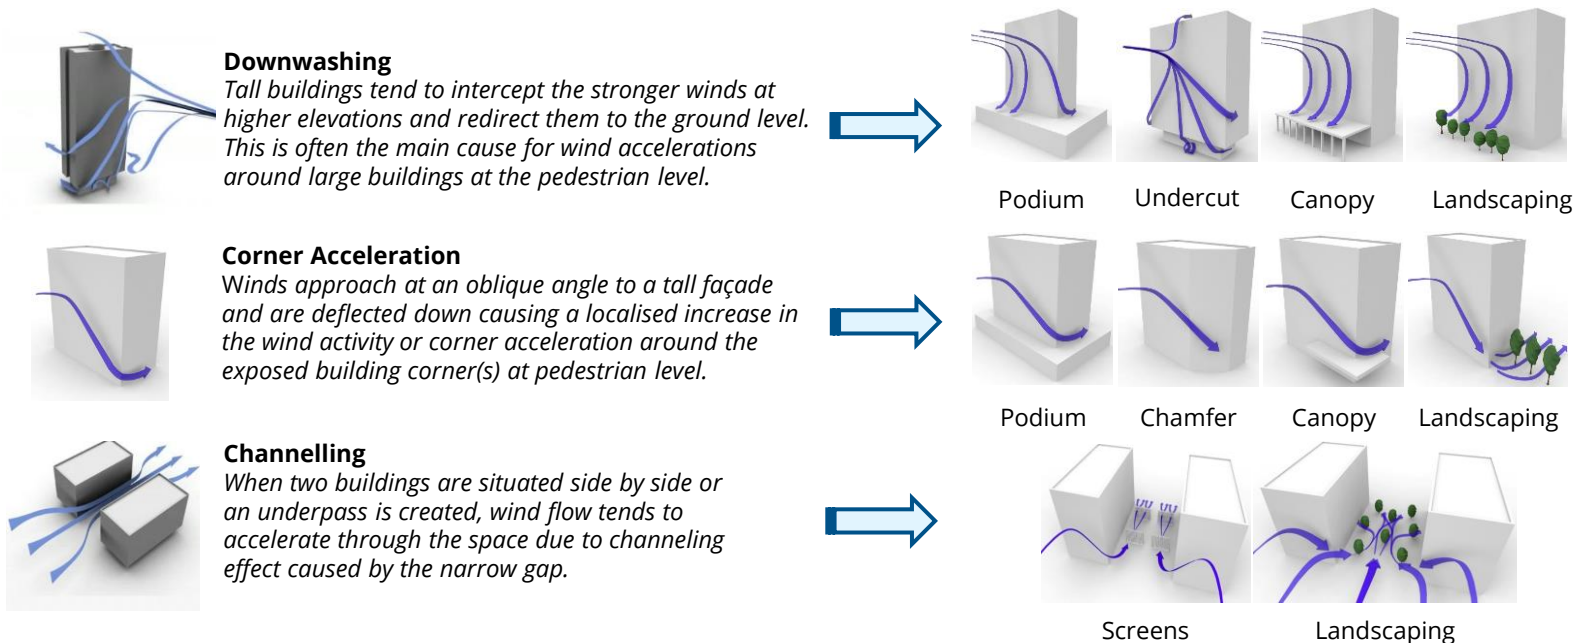 Downwashing
Tall buildings tend to intercept the stronger winds at
higher elevations and redirect them to the ground level.
This is often the main cause for wind accelerations
around large buildings at the pedestrian level.
Podium
Undercut
Canopy
Landscaping
Corner Acceleration
Winds approach at an oblique angle to a tall façade
and are deflected down causing a localised increase in
the wind activity or corner acceleration around the
exposed building corner(s) at pedestrian level.
Podium
Chamfer
Canopy
Landscaping
Channelling
When two buildings are situated side by side or
an underpass is created, wind flow tends to
accelerate through the space due to channeling
effect caused by the narrow gap.
Screens
Landscaping